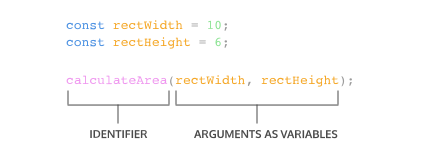 const rectWidth = 10;
const rectHeight = 6;
calculateArea(rectWidth, rectHeight);
IDENTIFIER ARGUMENTS AS VARIABLES